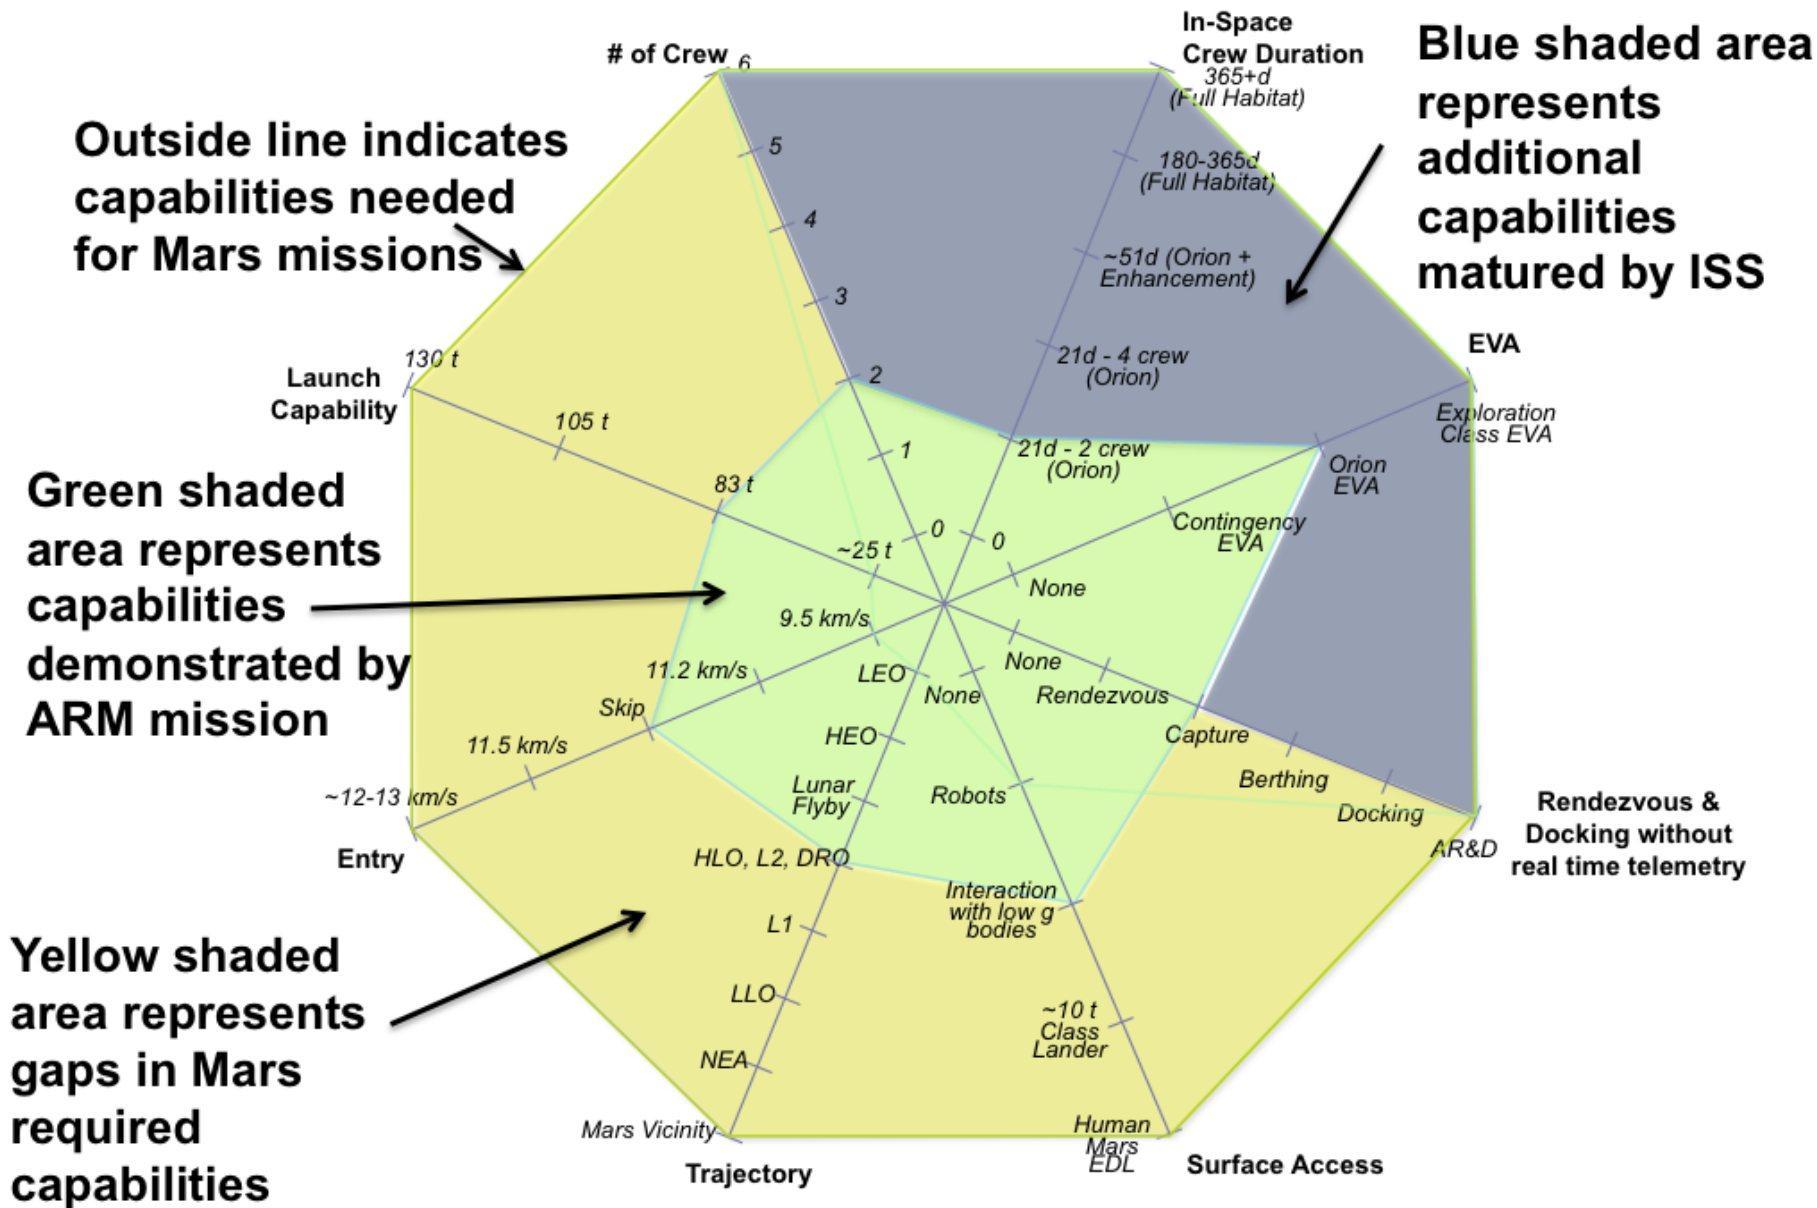 Outside line indicates
capabilities needed
for Mars missions
Green shaded
area represents
capabilities
demonstrated by
ARM mission
Yellow shaded
area represents
gaps in Mars
required
capabilities
Blue shaded area
represents
additional
capabilities
matured by ISS
# of Crew
6
5
4
3
2
1
0
In-Space
Crew Duration
365+d
(Full Habitat)
180-365d
(Full Habitat)
~51d (Orion +
Enhancement)
21d - 4 crew
(Orion)
21d - 2 crew
(Orion)
0
EVA
Exploration
Class EVA
Orion
EVA
Contingency
EVA
None
Rendezvous &
Docking without
real time telemetry
None
Rendezvous
Capture
Berthing
Docking
AR&D
Surface Access
None
Robots
Interaction
with low g
bodies
~10 t
Class
Lander
Human
Mars
EDL
Trajectory
LEO
HEO
Lunar
Flyby
HLO, L2, DRO
L1
LLO
NEA
Mars Vicinity
Entry
9.5 km/s
11.2 km/s
Skip
11.5 km/s
~12-13 km/s
Launch
Capability
130 t
105 t
83 t
~25 t